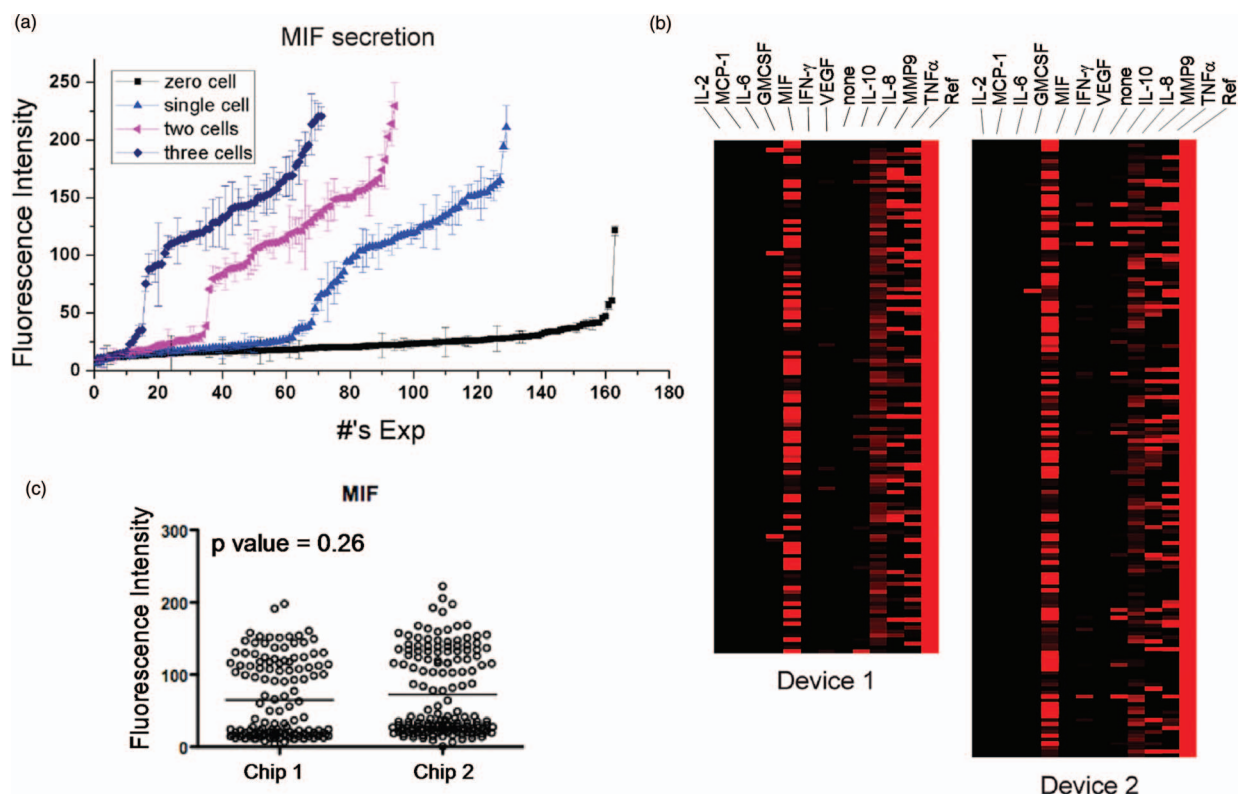 (a)
MIF secretion
Fluorescence Intensity
250
200
150
100
50
0
zero cell
single cell
two cells
three cells
0 20 40 60 80 100 120 140 160 180
#'s Exp
(b)
IL-2 MCP-1 IL-6 GMCSF MIF IFN-γ VEGF none IL-10 IL-8 MMP9 TNFα Ref
IL-2 MCP-1 IL-6 GMCSF MIF IFN-γ VEGF none IL-10 IL-8 MMP9 TNFα Ref
Device 1
Device 2
(c)
MIF
p value = 0.26
Fluorescence Intensity
300
200
100
0
Chip 1 Chip 2